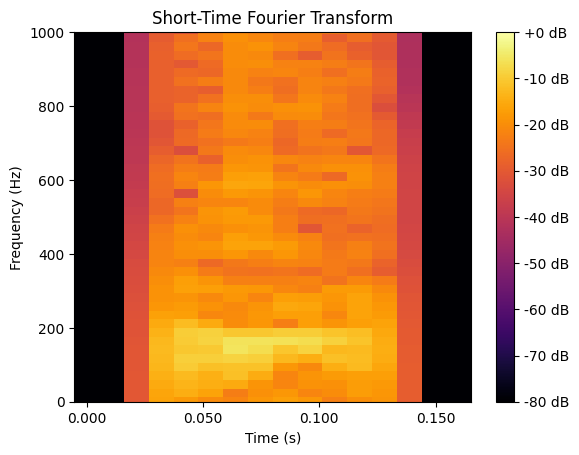 Short-Time Fourier Transform
1000
800
600
400
200
0
Frequency (Hz)
0.000
0.050
0.100
0.150
Time (s)
+0 dB
-10 dB
-20 dB
-30 dB
-40 dB
-50 dB
-60 dB
-70 dB
-80 dB